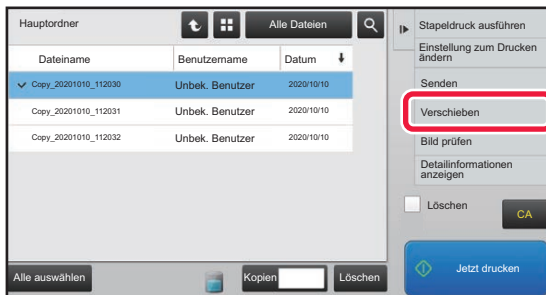 Hauptordner
Alle Dateien
Dateiname Benutzername Datum
Copy_20201010_112030 Unbek. Benutzer 2020/10/10
Copy_20201010_112031 Unbek. Benutzer 2020/10/10
Copy_20201010_112032 Unbek. Benutzer 2020/10/10
Alle auswählen
Kopien
Löschen
Stapeldruck ausführen
Einstellung zum Drucken
ändern
Senden
Verschieben
Bild prüfen
Detailinformationen
anzeigen
Löschen
CA
Jetzt drucken